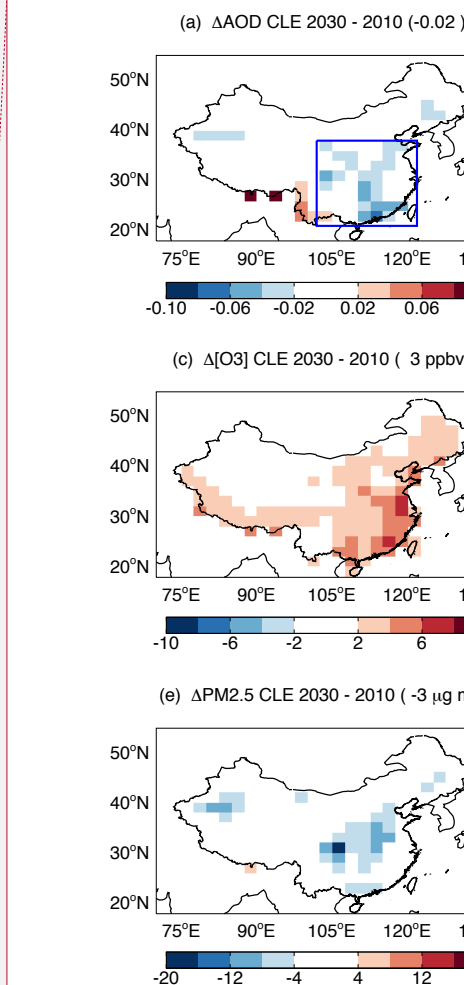 (a) ΔAOD CLE 2030 - 2010 (-0.02 )
50°N
40°N
30°N
20°N
75°E 90°E 105°E 120°E 1
-0.10 -0.06 -0.02 0.02 0.06
(c) Δ[O3] CLE 2030 - 2010 ( 3 ppbv
50°N
40°N
30°N
20°N
75°E 90°E 105°E 120°E 1
-10 -6 -2 2 6
(e) ΔPM2.5 CLE 2030 - 2010 ( -3 μg m
50°N
40°N
30°N
20°N
75°E 90°E 105°E 120°E 1
-20 -12 -4 4 12